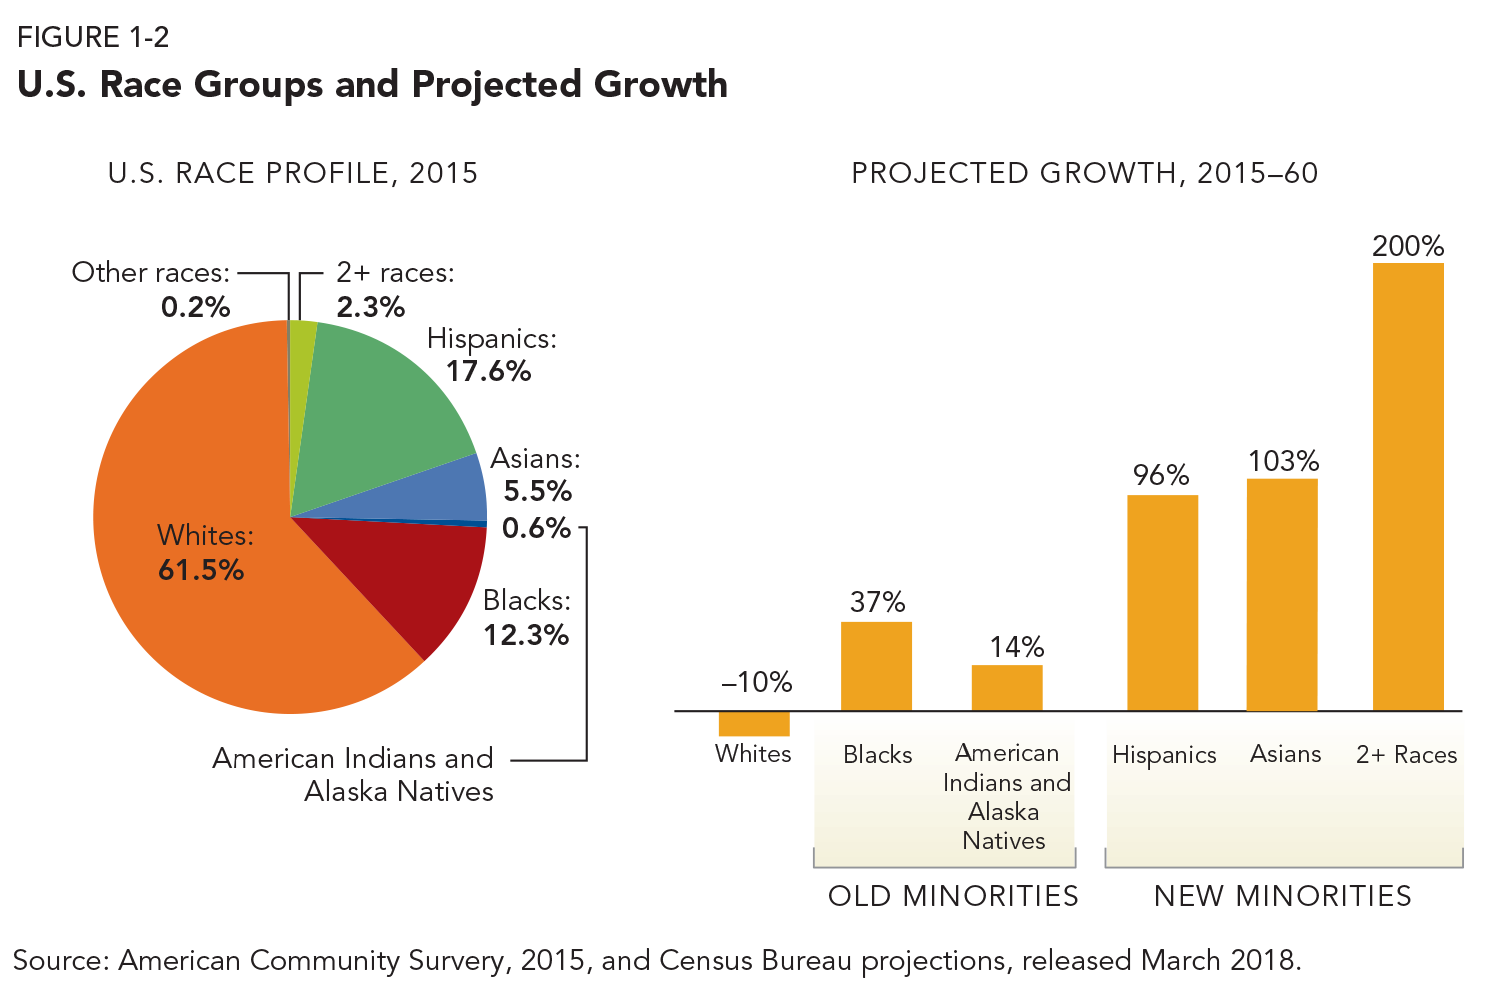 FIGURE 1-2
U.S. Race Groups and Projected Growth
U.S. RACE PROFILE, 2015
Other races:
0.2%
2+ races:
2.3%
Hispanics:
17.6%
Asians:
5.5%
0.6%
Whites:
61.5%
Blacks:
12.3%
American Indians and
Alaska Natives
PROJECTED GROWTH, 2015–60
–10%
37%
14%
96%
103%
200%
Whites
Blacks
American
Indians and
Alaska
Natives
Hispanics
Asians
2+ Races
OLD MINORITIES
NEW MINORITIES
Source: American Community Survery, 2015, and Census Bureau projections, released March 2018.